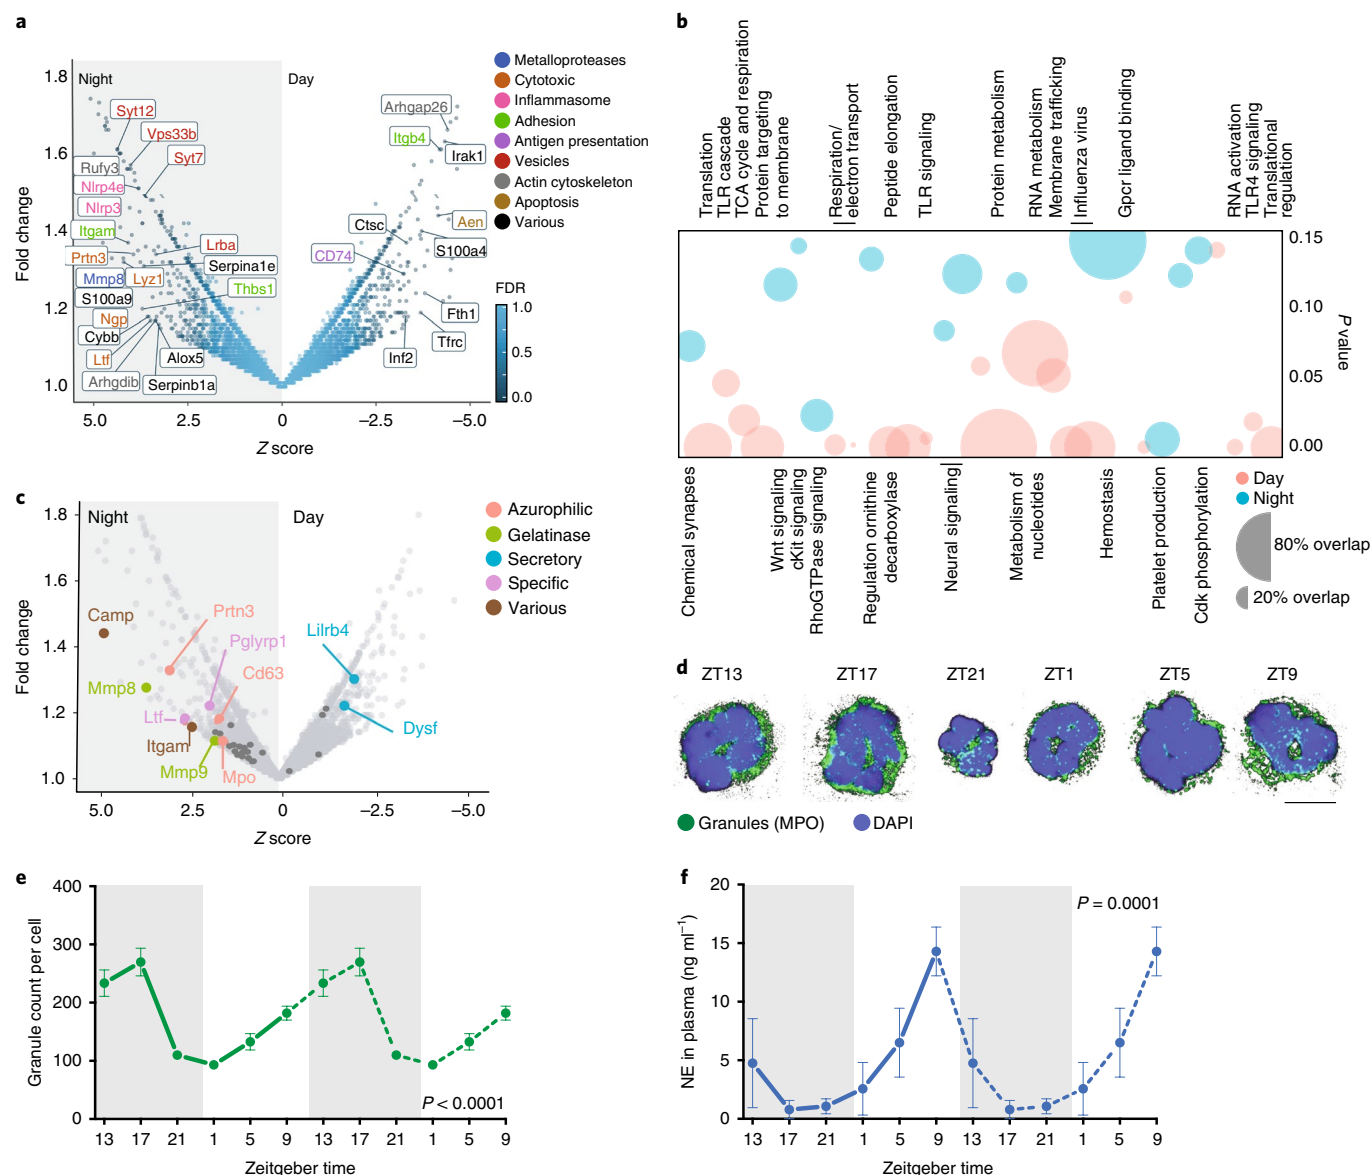 a
Night
Day
1.8
1.6
1.4
1.2
1.0
Fold change
5.0
2.5
0
–2.5
–5.0
Z score
Syt12
Vps33b
Syt7
Rufy3
Nlrp4e
Nlrp3
Itgam
Lrba
Prtn3
Serpina1e
Mmp8
Lyz1
Thbs1
S100a9
Ngp
Cybb
Ltf
Alox5
Arhgdib
Serpinb1a
Arhgap26
Itgb4
Irak1
Ctsc
Aen
CD74
S100a4
Fth1
Tfrc
Inf2
Metalloproteases
Cytotoxic
Inflammasome
Adhesion
Antigen presentation
Vesicles
Actin cytoskeleton
Apoptosis
Various
FDR
1.0
0.5
0.0
b
Translation
TLR cascade
TCA cycle and respiration
Protein targeting
to membrane
Respiration/
electron transport
Peptide elongation
TLR signaling
Protein metabolism
RNA metabolism
Membrane trafficking
Influenza virus
Gpcr ligand binding
RNA activation
TLR4 signaling
Translational
regulation
0.15
0.10
0.05
0.00
P value
Chemical synapses
Wnt signaling
cKit signaling
RhoGTPase signaling
Regulation ornithine
decarboxylase
Neural signaling
Metabolism of
nucleotides
Hemostasis
Platelet production
Cdk phosphorylation
Day
Night
80% overlap
20% overlap
c
Night
Day
1.8
1.6
1.4
1.2
1.0
Fold change
5.0
2.5
0
–2.5
–5.0
Z score
Camp
Prtn3
Pglyrp1
Cd63
Mmp8
Ltf
Itgam
Mmp9
Mpo
Lilrb4
Dysf
Azurophilic
Gelatinase
Secretory
Specific
Various
d
ZT13
ZT17
ZT21
ZT1
ZT5
ZT9
Granules (MPO)
DAPI
e
400
300
200
100
0
Granule count per cell
P < 0.0001
13
17
21
1
5
9
13
17
21
1
5
9
Zeitgeber time
f
20
15
10
5
0
NE in plasma (ng ml⁻¹)
P = 0.0001
13
17
21
1
5
9
13
17
21
1
5
9
Zeitgeber time